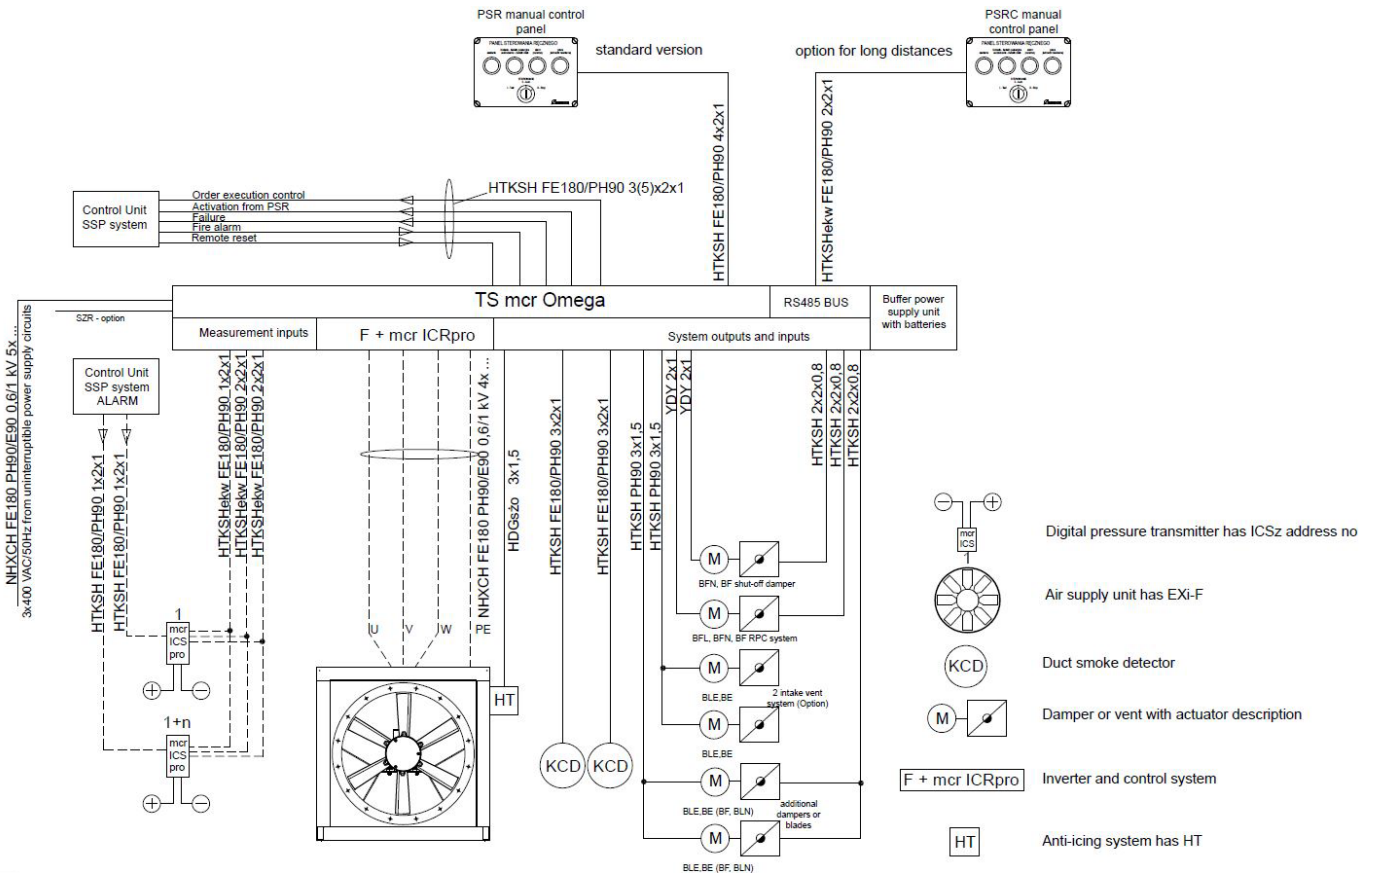 PSR manual control
panel
PANEL STEROWANIA RĘCZNEGO
standard version
option for long distances
PSRC manual
control panel
PANEL STEROWANIA RĘCZNEGO
HTKSH FE180/PH90 4x2x1
HTKSHekw FE180/PH90 2x2x1
HTKSH FE180/PH90 3(5)x2x1
Control Unit
SSP system
Order execution control
Activation from PSR
Failure
Fire alarm
Remote reset
TS mcr Omega
RS485 BUS
Buffer power
supply unit
with batteries
Measurement inputs
F + mcr ICRpro
System outputs and inputs
SZR - option
NHXCH FE180 PH90/E90 0,6/1 kV 5x ...
3x400 VAC/50Hz from uninterruptible power supply circuits
Control Unit
SSP system
ALARM
HTKSH FE180/PH90 1x2x1
HTKSH FE180/PH90 1x2x1
HTKSHekw FE180/PH90 1x2x1
HTKSHekw FE180/PH90 2x2x1
HTKSHekw FE180/PH90 2x2x1
NHXCH FE180 PH90/E90 0,6/1 kV 4x ...
HDGsżo 3x1,5
HTKSH FE180/PH90 3x2x1
HTKSH FE180/PH90 3x2x1
HTKSH PH90 3x1,5
HTKSH PH90 3x1,5
YDY 2x1
YDY 2x1
HTKSH 2x2x0,8
HTKSH 2x2x0,8
HTKSH 2x2x0,8
1
mcr
ICS
pro
+
-
1+n
mcr
ICS
pro
+
-
U
V
W
PE
HT
KCD
KCD
M
BFN, BF shut-off damper
M
BFL, BFN, BF RPC system
M
BLE,BE
2 intake vent
system (Option)
M
BLE,BE
M
BLE,BE (BF, BLN)
additional
dampers or
blades
M
BLE,BE (BF, BLN)
-
+
mcr
ICS
1
Digital pressure transmitter has ICSz address no
Air supply unit has EXi-F
KCD
Duct smoke detector
M
Damper or vent with actuator description
F + mcr ICRpro
Inverter and control system
HT
Anti-icing system has HT